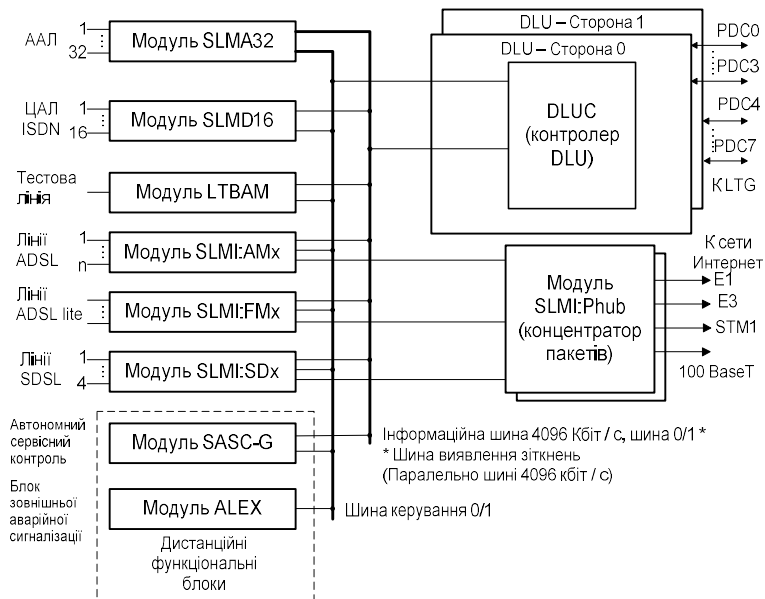 ААЛ
1
32
Модуль SLMA32
ЦАЛ
ISDN
1
16
Модуль SLMD16
Тестова
лінія
Модуль LTBAM
Лінії
ADSL
1
n
Модуль SLMI:AMx
Лінії
ADSL lite
Модуль SLMI:FMx
Лінії
SDSL
1
4
Модуль SLMI:SDx
Автономний
сервісний
контроль
Модуль SASC-G
Блок
зовнішньої
аварійної
сигналізації
Модуль ALEX
Дистанційні
функціональні
блоки
DLU – Сторона 1
DLU – Сторона 0
DLUC
(контролер
DLU)
PDC0
PDC3
PDC4
PDC7
К LTG
Модуль
SLMI:Phub
(концентратор
пакетів)
К сети
Интернет
E1
E3
STM1
100 BaseT
Інформаційна шина 4096 Кбіт / с, шина 0/1 *
* Шина виявлення зіткнень
(Паралельно шині 4096 кбіт / с)
Шина керування 0/1